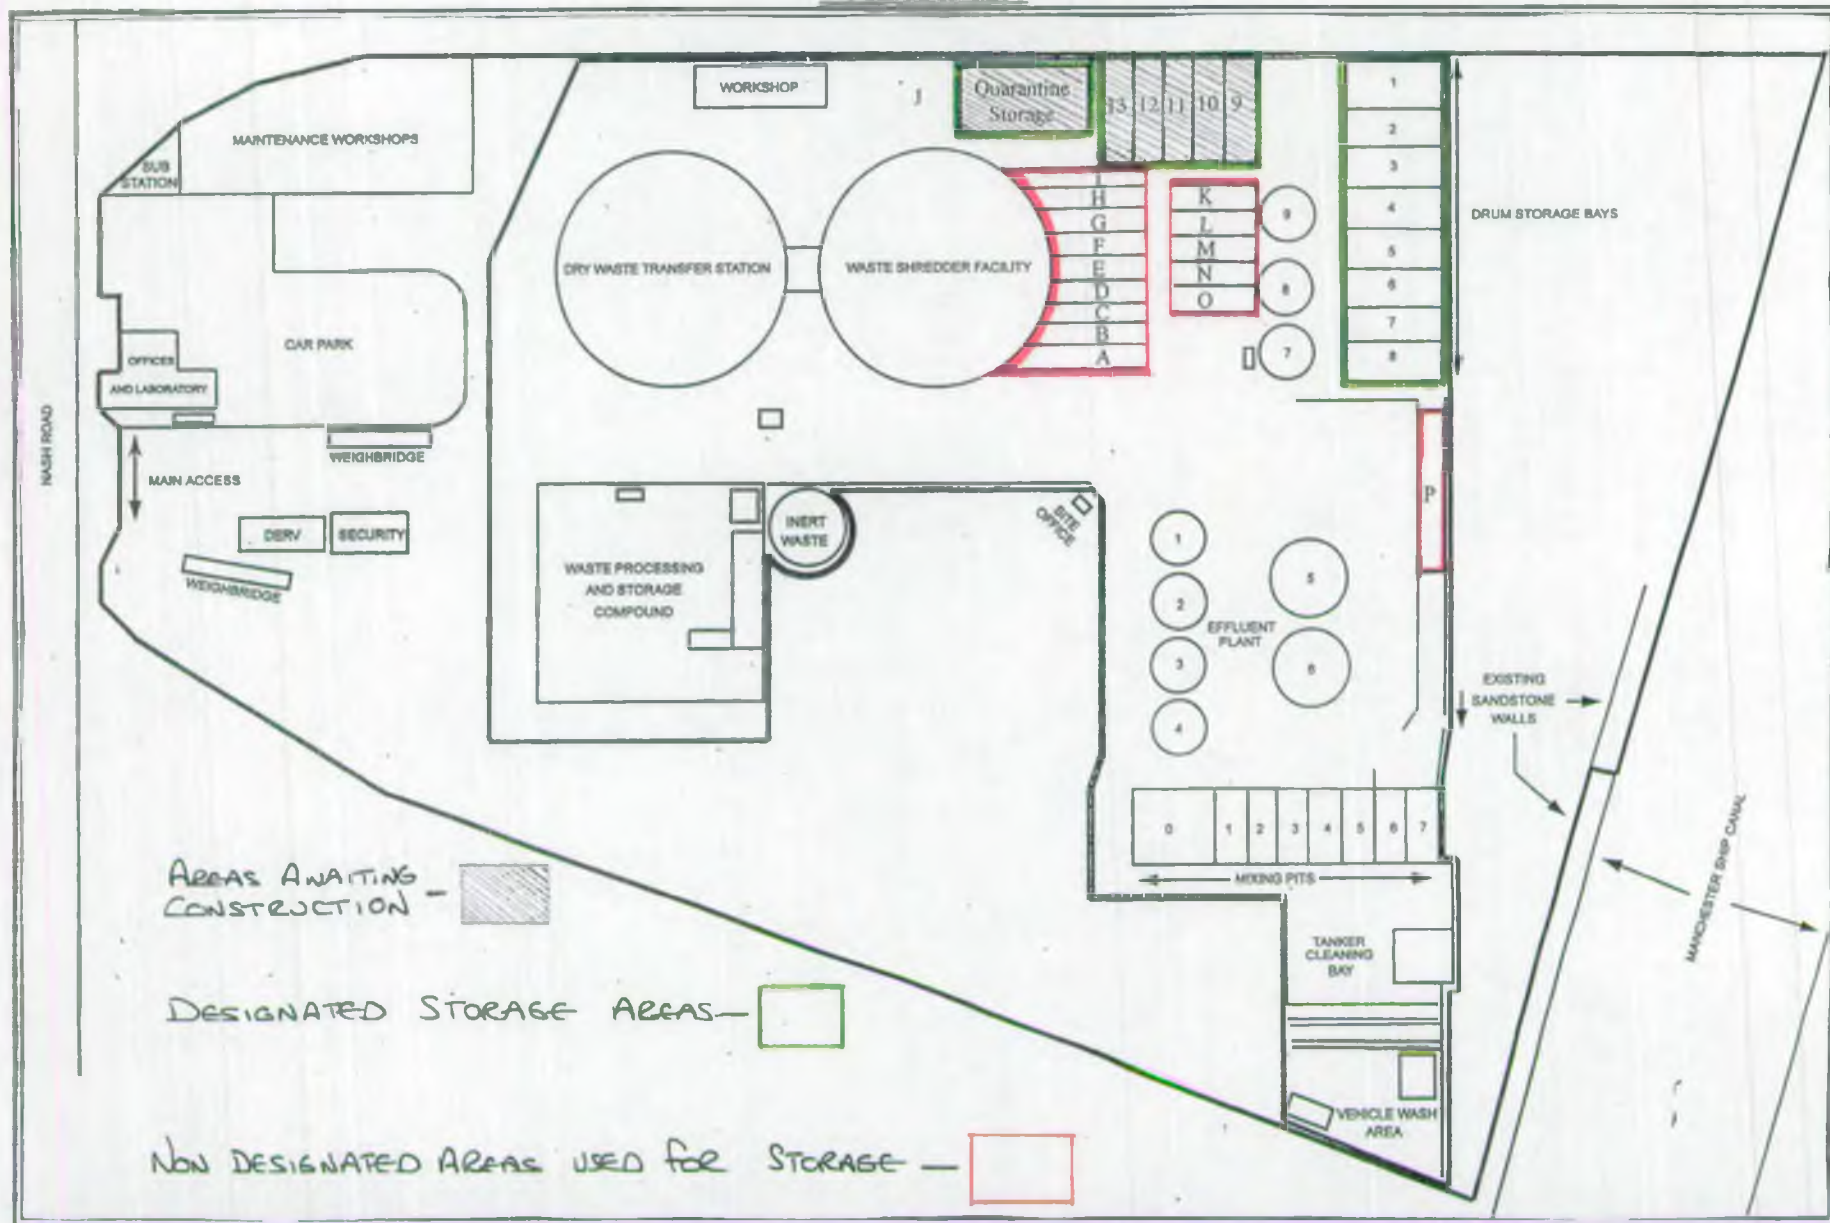 WORKSHOP
J
Quarantine
Storage
13 12 11 10 9
1
2
3
4
5
6
7
8
DRUM STORAGE BAYS
MAINTENANCE WORKSHOPS
SUB
STATION
DRY WASTE TRANSFER STATION
WASTE SHREDDER FACILITY
I
H
G
F
E
D
C
B
A
K
L
M
N
O
9
8
7
CAR PARK
OFFICES
AND LABORATORY
NASH ROAD
WEIGHBRIDGE
MAIN ACCESS
DERV
SECURITY
WEIGHBRIDGE
INERT
WASTE
WASTE PROCESSING
AND STORAGE
COMPOUND
SITE
OFFICE
P
1
2
3
4
5
6
EFFLUENT
PLANT
EXISTING
SANDSTONE
WALLS
0 1 2 3 4 5 6 7
MIXING PITS
MANCHESTER SHIP CANAL
TANKER
CLEANING
BAY
VEHICLE WASH
AREA
AREAS AWAITING
CONSTRUCTION -
DESIGNATED STORAGE AREAS —
NON DESIGNATED AREAS USED FOR STORAGE —